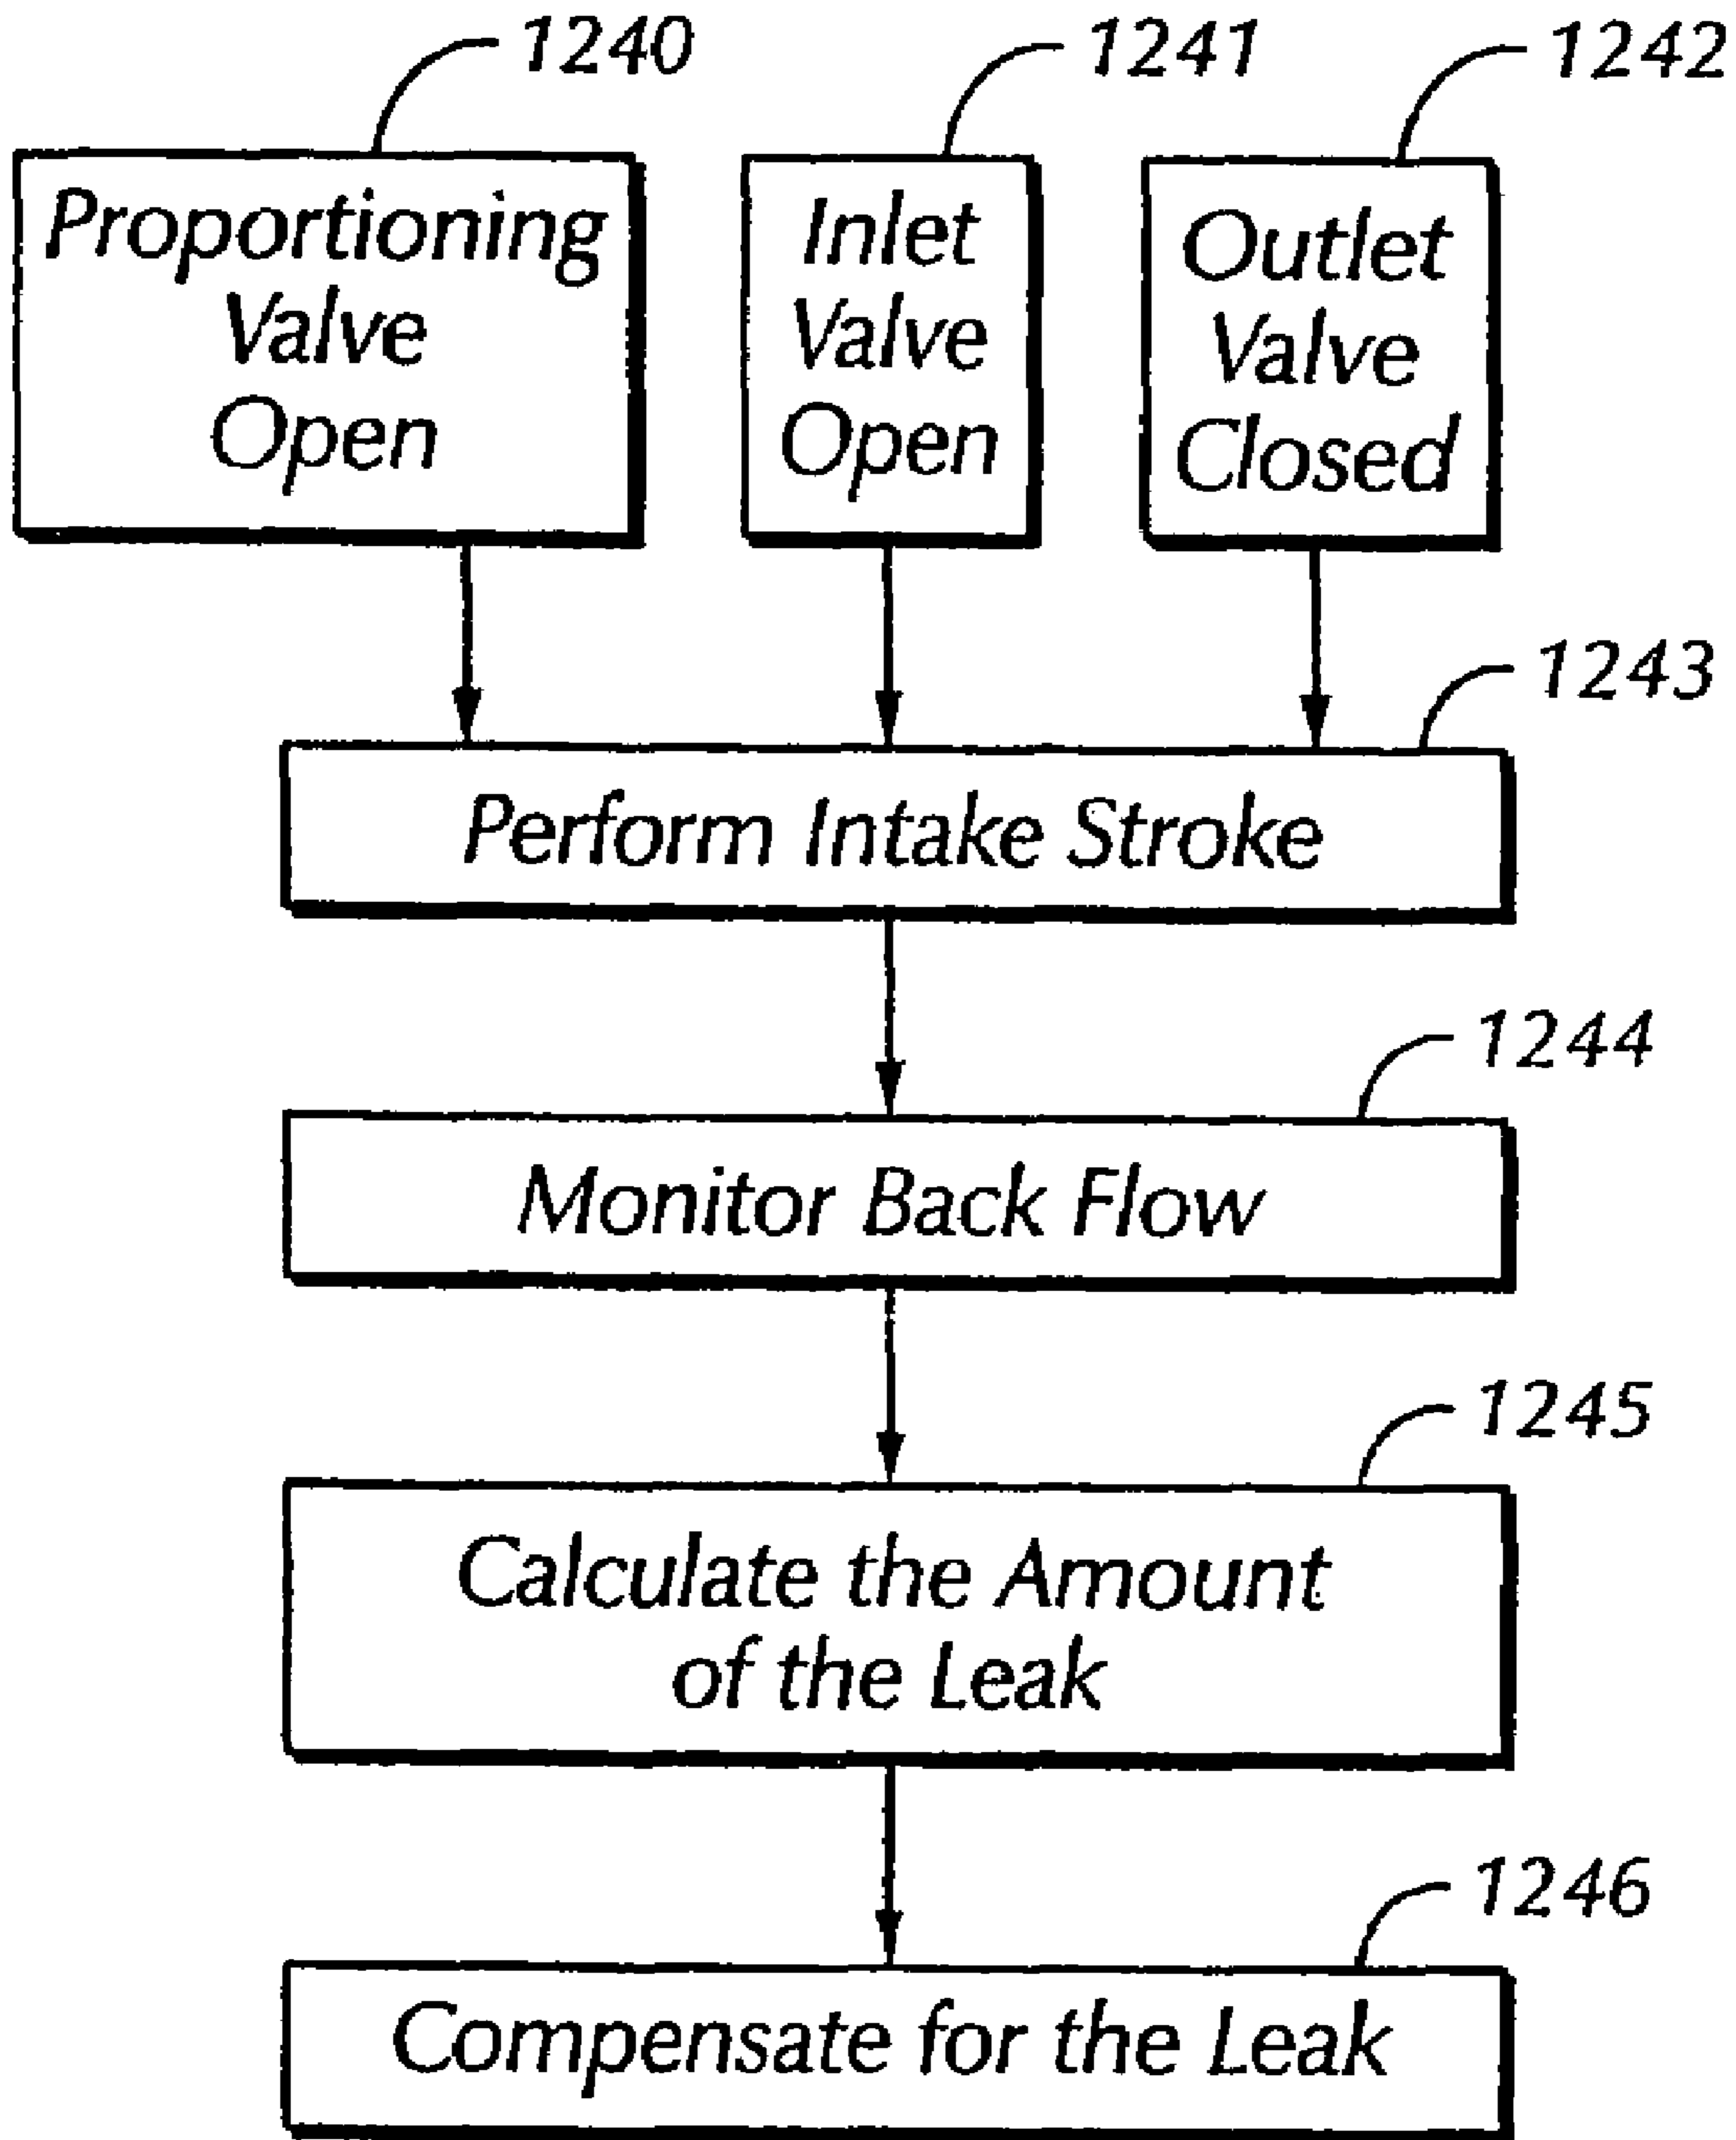 1240
1241
1242
Proportioning
Valve
Open
Inlet
Valve
Open
Outlet
Valve
Closed
1243
Perform Intake Stroke
1244
Monitor Back Flow
1245
Calculate the Amount
of the Leak
1246
Compensate for the Leak